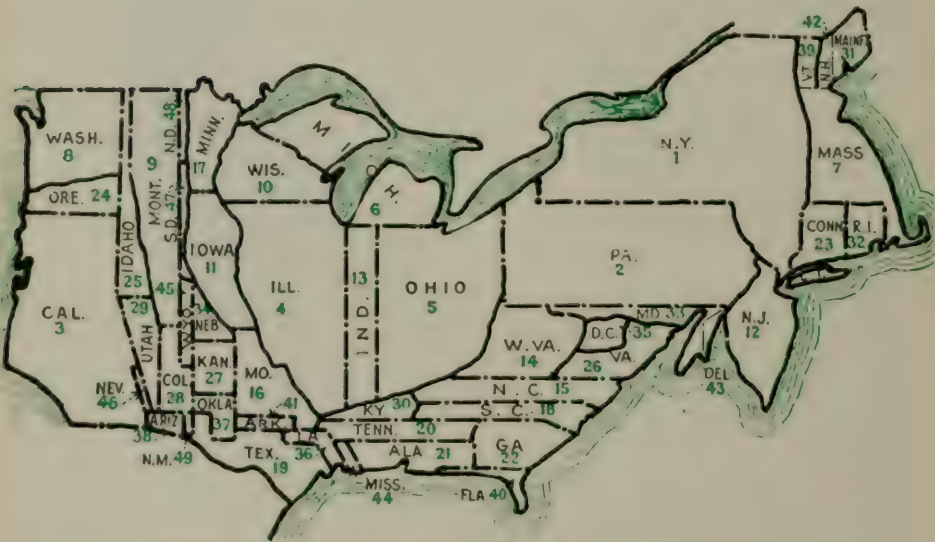 WASH.
8
ORE. 24
CAL.
3
NEV.
46
IDAHO
25
29
UTAH
MONT.
9
N.D. 48
S.D. 47
45
WYO
COL
28
ARIZ
38
N.M. 49
MINN.
17
IOWA
11
34
NEB
KAN
27
OKLA
37
TEX.
19
WIS.
10
MICH.
6
ILL.
4
MO.
16
ARK
41
LA
36
IND.
13
OHIO
5
KY 30
TENN. 20
ALA 21
MISS.
44
GA
22
FLA 40
W.VA.
14
N. C. 15
S. C. 18
VA.
26
D.C.
35
MD. 33
DEL
43
PA.
2
N.Y.
1
N.J.
12
CONN
23
R.I.
32
MASS
7
VT
39
N.H
42
MAINE
31